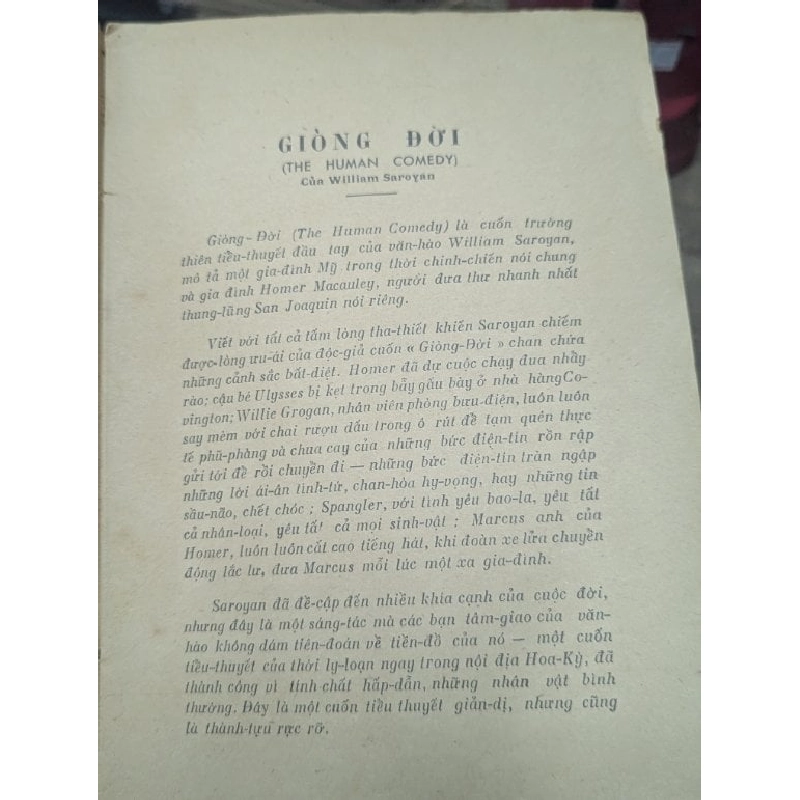 GIÒNG ĐỜI
(THE HUMAN COMEDY)
Của William Saroyan
Giòng-Đời (The Human Comedy) là cuốn trường
thiên tiểu-thuyết đầu tay của văn-hào William Saroyan,
mô tả một gia-đình Mỹ trong thời chinh-chiến nói chung
và gia đình Homer Macauley, người đưa thư nhanh nhất
thung-lũng San Joaquin nói riêng.
Viết với tất cả tấm lòng tha-thiết khiến Saroyan chiếm
được-lòng ưu-ái của độc-giả cuốn « Giòng-Đời » chan chứa
những cảnh sắc bất-diệt. Homer đã dự cuộc chạy đua nhảy
rào; cậu bé Ulysses bị kẹt trong bẫy gấu bày ở nhà hàngCo-
vington; Willie Grogan, nhân viên phòng bưu-điện, luôn luôn
say mèm với chai rượu dấu trong ô rút để tạm quên thực
tế phũ-phàng và chua cay của những bức điện-tín rồn rập
gửi tới để rồi chuyển đi — những bức điện-tín tràn ngập
những lời ái-ân tình-tứ, chan-hòa hy-vọng, hay những tin
sầu-não, chết chóc ; Spangler, với tình yêu bao-la, yêu tất
cả nhân-loại, yêu tất cả mọi sinh-vật ; Marcus anh của
Homer, luôn luôn cất cao tiếng hát, khi đoàn xe lửa chuyển
động lắc lư, đưa Marcus mỗi lúc một xa gia-đình.
Saroyan đã đề-cập đến nhiều khía cạnh của cuộc đời,
nhưng đây là một sáng-tác mà các bạn tâm-giao của văn-
hào không dám tiên-đoán về tiền-đồ của nó — một cuốn
tiểu-thuyết của thời ly-loạn ngay trong nội địa Hoa-Kỳ, đã
thành công vì tính chất hấp-dẫn, những nhân vật bình
thường. Đây là một cuốn tiểu thuyết giản-dị, nhưng cũng
là thành-tựu rực rỡ.